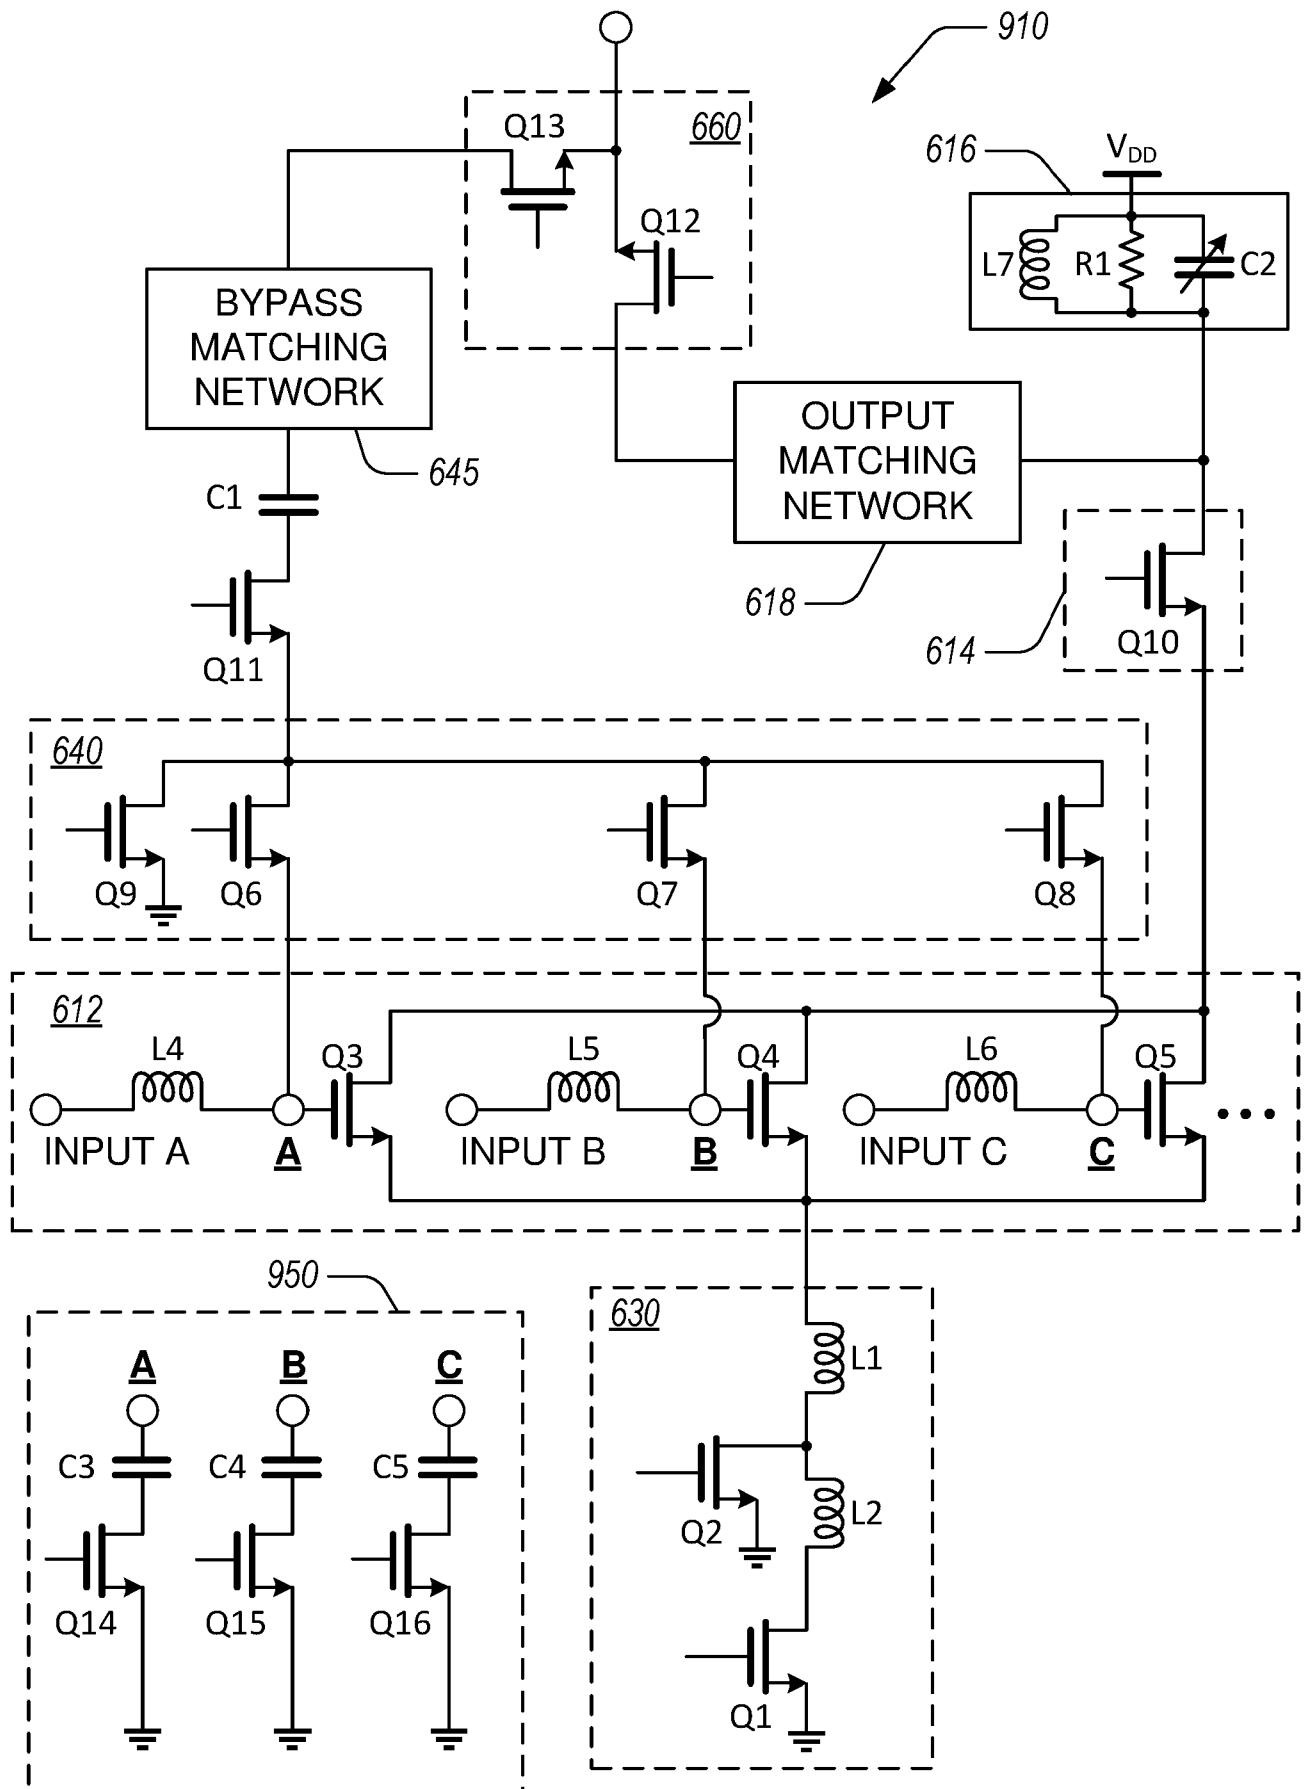 910
660
Q13
616
V_DD
Q12
L7
R1
C2
BYPASS
MATCHING
NETWORK
OUTPUT
MATCHING
NETWORK
645
C1
618
614
Q10
Q11
640
Q9
Q6
Q7
Q8
612
L4
Q3
L5
Q4
L6
Q5
INPUT A
A
INPUT B
B
INPUT C
C
950
630
A
B
C
L1
C3
C4
C5
L2
Q2
Q14
Q15
Q16
Q1